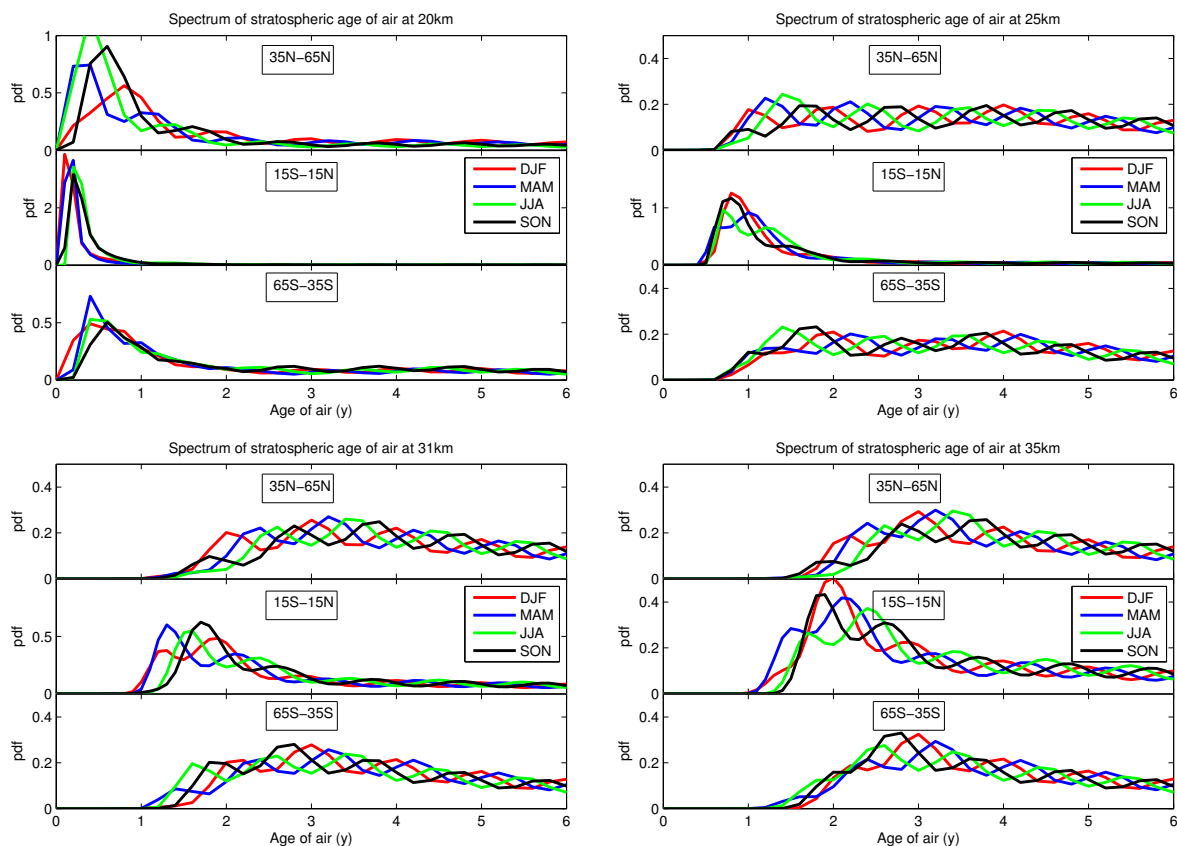 Spectrum of stratospheric age of air at 20km
1
35N−65N
0.5
pdf
0
15S−15N
2
pdf
0
DJF
MAM
JJA
SON
65S−35S
0.5
pdf
0
0 1 2 3 4 5 6
Age of air (y)
Spectrum of stratospheric age of air at 25km
35N−65N
0.4
0.2
pdf
0
15S−15N
1
pdf
0
DJF
MAM
JJA
SON
65S−35S
0.4
0.2
pdf
0
0 1 2 3 4 5 6
Age of air (y)
Spectrum of stratospheric age of air at 31km
35N−65N
0.4
0.2
pdf
0
15S−15N
0.5
pdf
0
DJF
MAM
JJA
SON
65S−35S
0.4
0.2
pdf
0
0 1 2 3 4 5 6
Age of air (y)
Spectrum of stratospheric age of air at 35km
35N−65N
0.4
0.2
pdf
0
15S−15N
0.4
0.2
pdf
0
DJF
MAM
JJA
SON
65S−35S
0.4
0.2
pdf
0
0 1 2 3 4 5 6
Age of air (y)